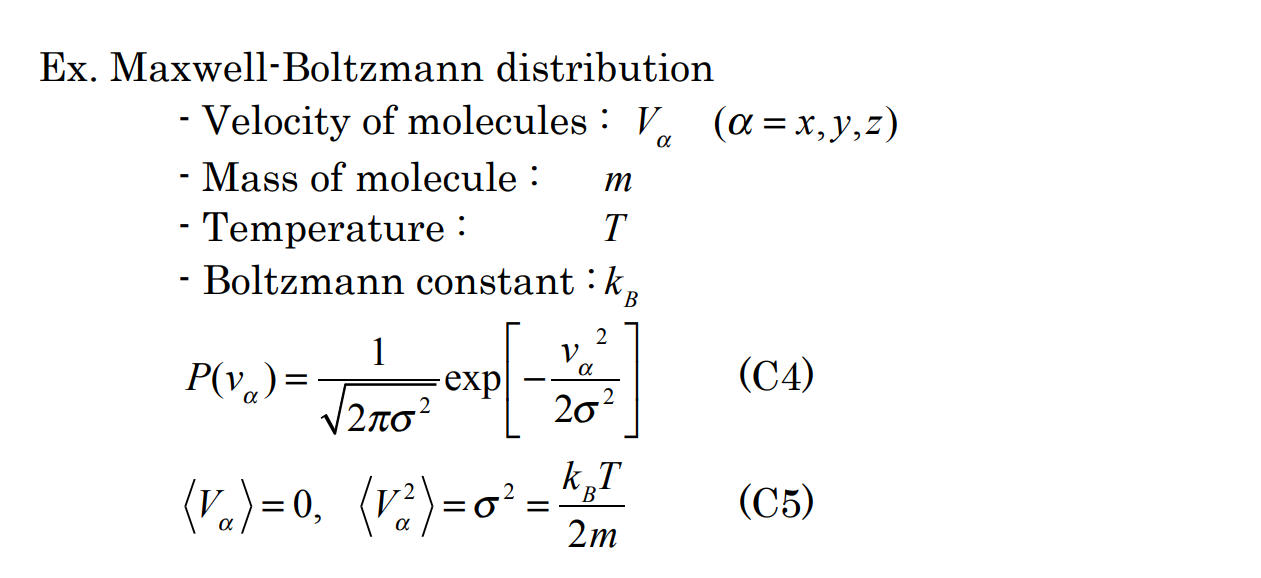 Ex. Maxwell-Boltzmann distribution
- Velocity of molecules : V_α (α = x, y, z)
- Mass of molecule : m
- Temperature : T
- Boltzmann constant : k_B
P(v_α) = 1/√(2πσ²) exp[−v_α²/2σ²] (C4)
⟨V_α⟩ = 0, ⟨V_α²⟩ = σ² = k_B T/2m (C5)